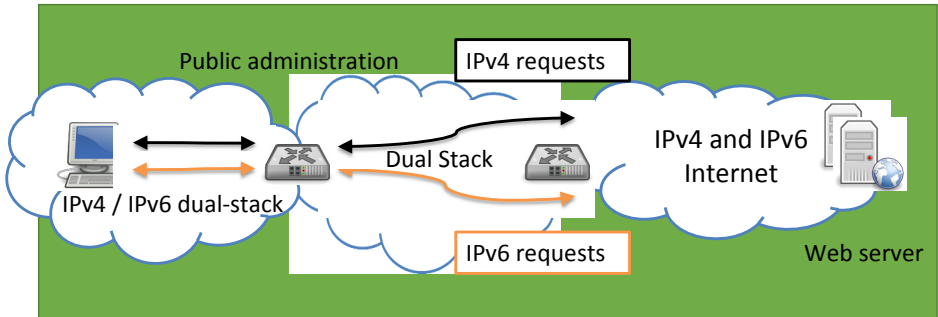 Public administration
IPv4 requests
Dual Stack
IPv4 and IPv6
Internet
IPv4 / IPv6 dual-stack
IPv6 requests
Web server